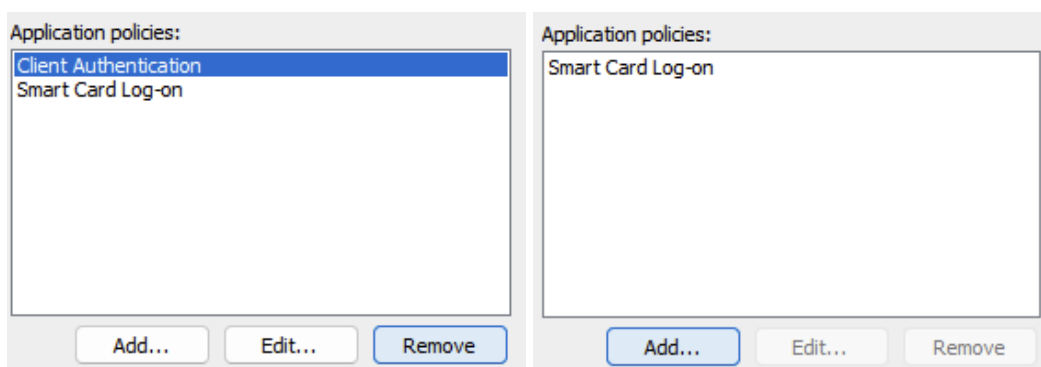 Application policies:
Client Authentication
Smart Card Log-on
Add...
Edit...
Remove
Application policies:
Smart Card Log-on
Add...
Edit...
Remove